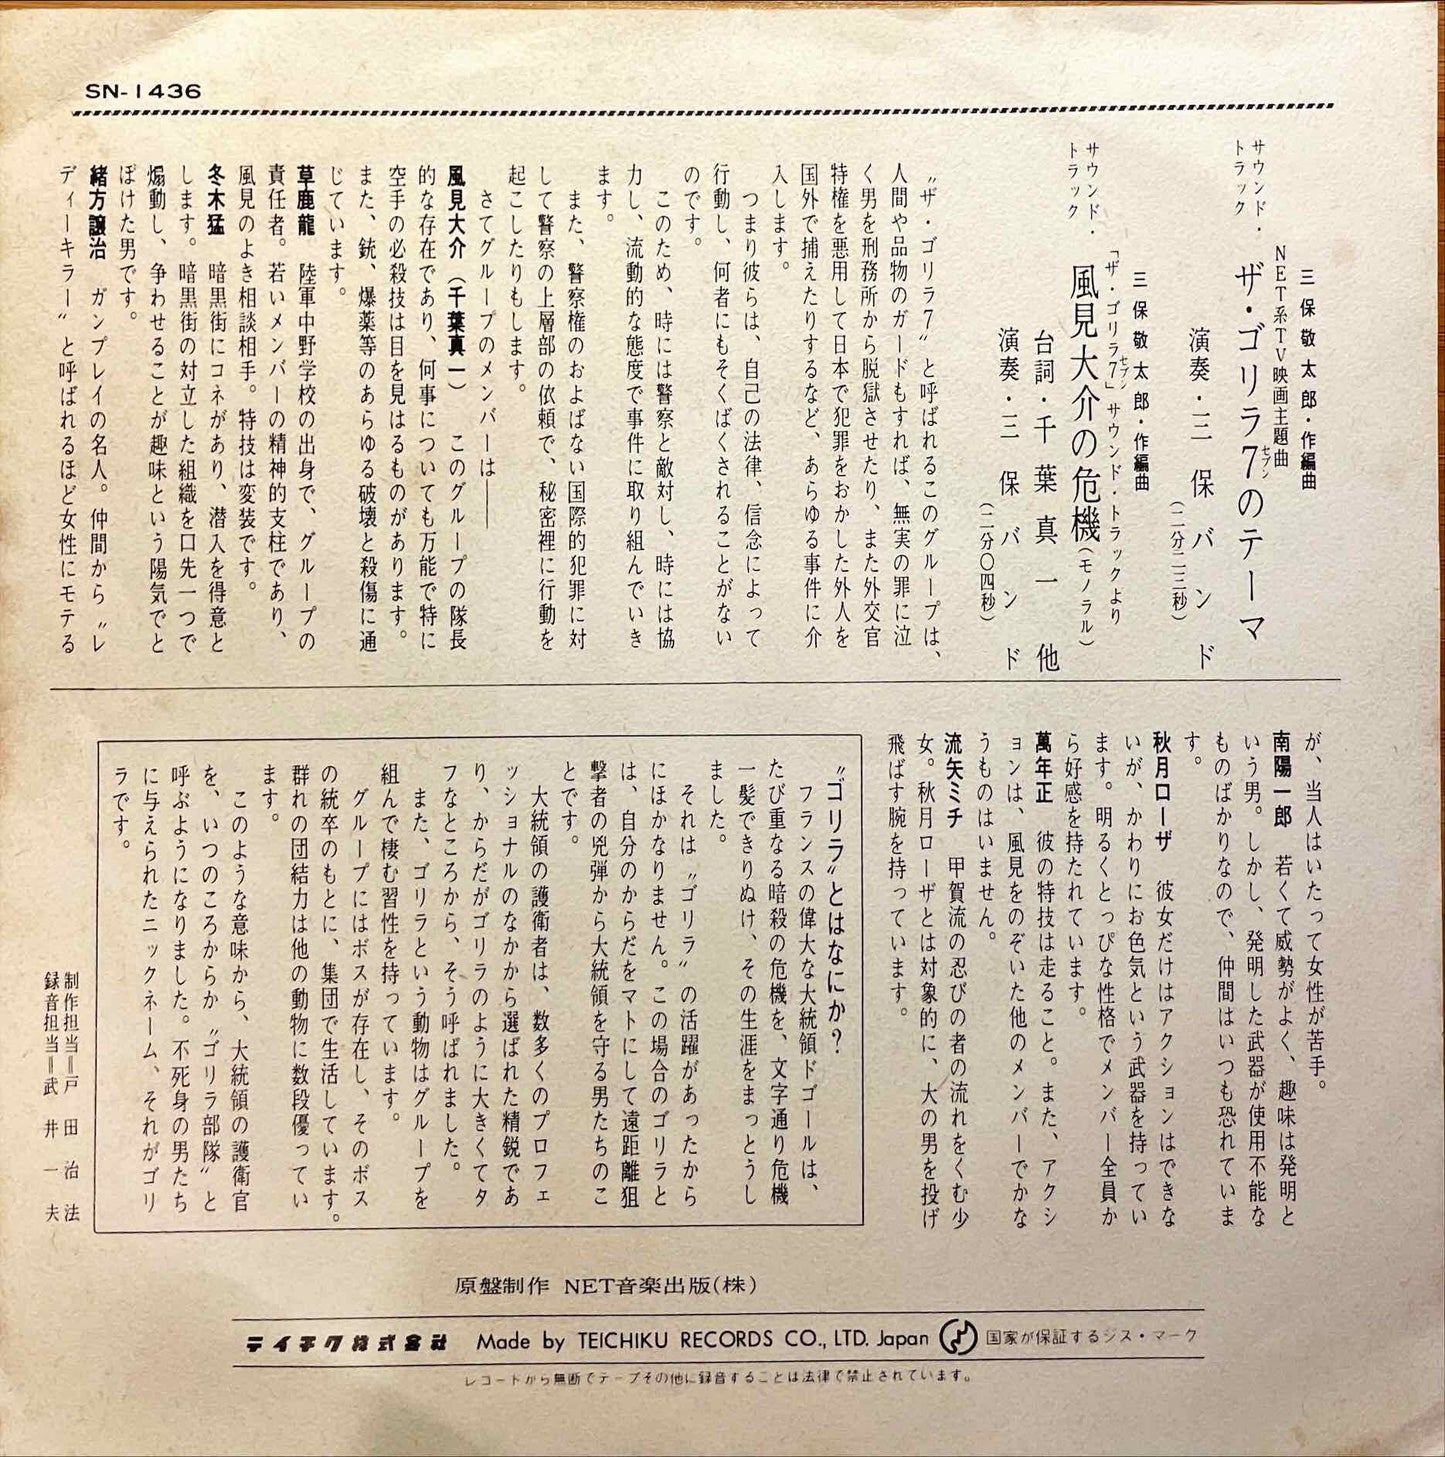 SN-1436
三保敬太郎・作編曲
NET系TV映画主題曲
サウンド・
トラック
ザ・ゴリラ7のテーマ
セブン
演奏・三保バンド
(二分二三秒)
三保敬太郎・作編曲
「ザ・ゴリラ7」サウンド・トラックより
セブン
サウンド・
トラック
風見大介の危機(モノラル)
台詞・千葉真一 他
演奏・三保バンド
(二分〇四秒)
〝ザ・ゴリラ7〟と呼ばれるこのグループは、
人間や品物のガードもすれば、無実の罪に泣
く男を刑務所から脱獄させたり、また外交官
特権を悪用して日本で犯罪をおかした外人を
国外で捕えたりするなど、あらゆる事件に介
入します。
つまり彼らは、自己の法律、信念によって
行動し、何者にもそくばくされることがない
のです。
このため、時には警察と敵対し、時には協
力し、流動的な態度で事件に取り組んでいき
ます。
また、警察権のおよばない国際的犯罪に対
して警察の上層部の依頼で、秘密裡に行動を
起こしたりもします。
さてグループのメンバーは――
風見大介(千葉真一) このグループの隊長
的な存在であり、何事についても万能で特に
空手の必殺技は目を見はるものがあります。
また、銃、爆薬等のあらゆる破壊と殺傷に通
じています。
草鹿龍 陸軍中野学校の出身で、グループの
責任者。若いメンバーの精神的支柱であり、
風見のよき相談相手。特技は変装です。
冬木猛 暗黒街にコネがあり、潜入を得意と
します。暗黒街の対立した組織を口先一つで
煽動し、争わせることが趣味という陽気でと
ぼけた男です。
緒方譲治 ガンプレイの名人。仲間から〝レ
ディーキラー〟と呼ばれるほど女性にモテる
が、当人はいたって女性が苦手。
南陽一郎 若くて威勢がよく、趣味は発明と
いう男。しかし、発明した武器が使用不能な
ものばかりなので、仲間はいつも恐れていま
す。
秋月ローザ 彼女だけはアクションはできな
いが、かわりにお色気という武器を持ってい
ます。明るくとっぴな性格でメンバー全員か
ら好感を持たれています。
萬年正 彼の特技は走ること。また、アクシ
ョンは、風見をのぞいた他のメンバーでかな
うものはいません。
流矢ミチ 甲賀流の忍びの者の流れをくむ少
女。秋月ローザとは対象的に、大の男を投げ
飛ばす腕を持っています。
〝ゴリラ〟とはなにか?
フランスの偉大な大統領ドゴールは、
たび重なる暗殺の危機を、文字通り危機
一髪できりぬけ、その生涯をまっとうし
ました。
それは〝ゴリラ〟の活躍があったから
にほかなりません。この場合のゴリラと
は、自分のからだをマトにして遠距離狙
撃者の兇弾から大統領を守る男たちのこ
とです。
大統領の護衛者は、数多くのプロフェ
ッショナルのなかから選ばれた精鋭であ
り、からだがゴリラのように大きくてタ
フなところから、そう呼ばれました。
また、ゴリラという動物はグループを
組んで棲む習性を持っています。
グループにはボスが存在し、そのボス
の統卒のもとに、集団で生活しています。
群れの団結力は他の動物に数段優ってい
ます。
このような意味から、大統領の護衛官
を、いつのころからか〝ゴリラ部隊〟と
呼ぶようになりました。不死身の男たち
に与えられたニックネーム、それがゴリ
ラです。
制作担当=戸田治法
録音担当=武井一夫
原盤制作 NET音楽出版(株)
テイチク株式会社 Made by TEICHIKU RECORDS CO., LTD. Japan 国家が保証するジス・マーク
レコードから無断でテープその他に録音することは法律で禁止されています。